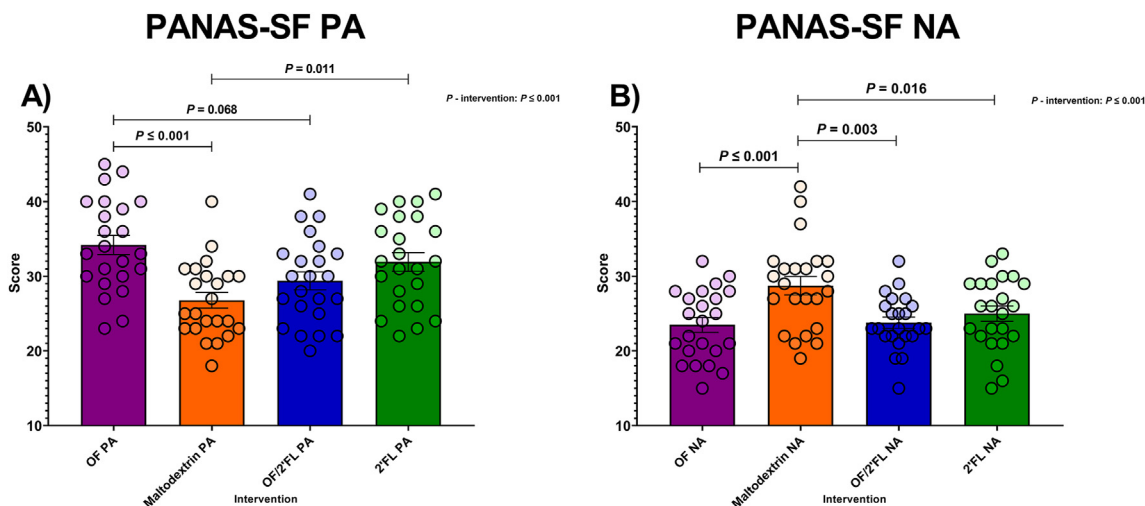 PANAS-SF PA
A)
P = 0.011
P - intervention: P ≤ 0.001
P = 0.068
P ≤ 0.001
50
40
30
20
10
Score
OF PA
Maltodextrin PA
OF/2'FL PA
2'FL PA
Intervention
PANAS-SF NA
B)
P = 0.016
P - intervention: P ≤ 0.001
P = 0.003
P ≤ 0.001
50
40
30
20
10
Score
OF NA
Maltodextrin NA
OF/2'FL NA
2'FL NA
Intervention